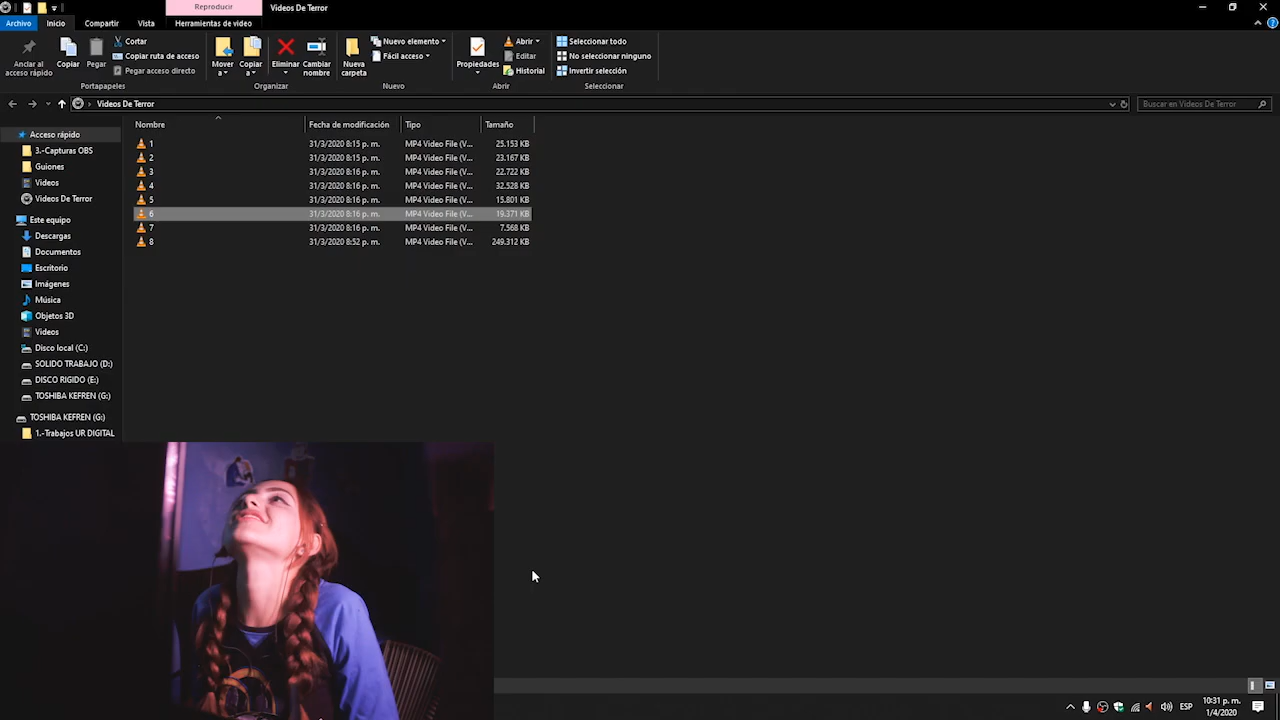 Reproducir
Videos De Terror
Archivo Inicio Compartir Vista Herramientas de video
Anclar al acceso rápido
Copiar
Pegar
Cortar
Copiar ruta de acceso
Pegar acceso directo
Portapapeles
Mover a
Copiar a
Eliminar
Cambiar nombre
Organizar
Nueva carpeta
Nuevo elemento
Fácil acceso
Nuevo
Propiedades
Abrir
Editar
Historial
Abrir
Seleccionar todo
No seleccionar ninguno
Invertir selección
Seleccionar
Videos De Terror
Buscar en Videos De Terror
Acceso rápido
3.-Capturas OBS
Guiones
Videos
Videos De Terror
Este equipo
Descargas
Documentos
Escritorio
Imágenes
Música
Objetos 3D
Videos
Disco local (C:)
SOLIDO TRABAJO (D:)
DISCO RIGIDO (E:)
TOSHIBA KEFREN (G:)
TOSHIBA KEFREN (G:)
1.-Trabajos UR DIGITAL
Nombre Fecha de modificación Tipo Tamaño
1 31/3/2020 8:15 p. m. MP4 Video File (V... 25.153 KB
2 31/3/2020 8:15 p. m. MP4 Video File (V... 23.167 KB
3 31/3/2020 8:16 p. m. MP4 Video File (V... 22.722 KB
4 31/3/2020 8:16 p. m. MP4 Video File (V... 32.528 KB
5 31/3/2020 8:16 p. m. MP4 Video File (V... 15.801 KB
6 31/3/2020 8:16 p. m. MP4 Video File (V... 19.371 KB
7 31/3/2020 8:16 p. m. MP4 Video File (V... 7.568 KB
8 31/3/2020 8:52 p. m. MP4 Video File (V... 249.312 KB
ESP
10:31 p. m.
1/4/2020